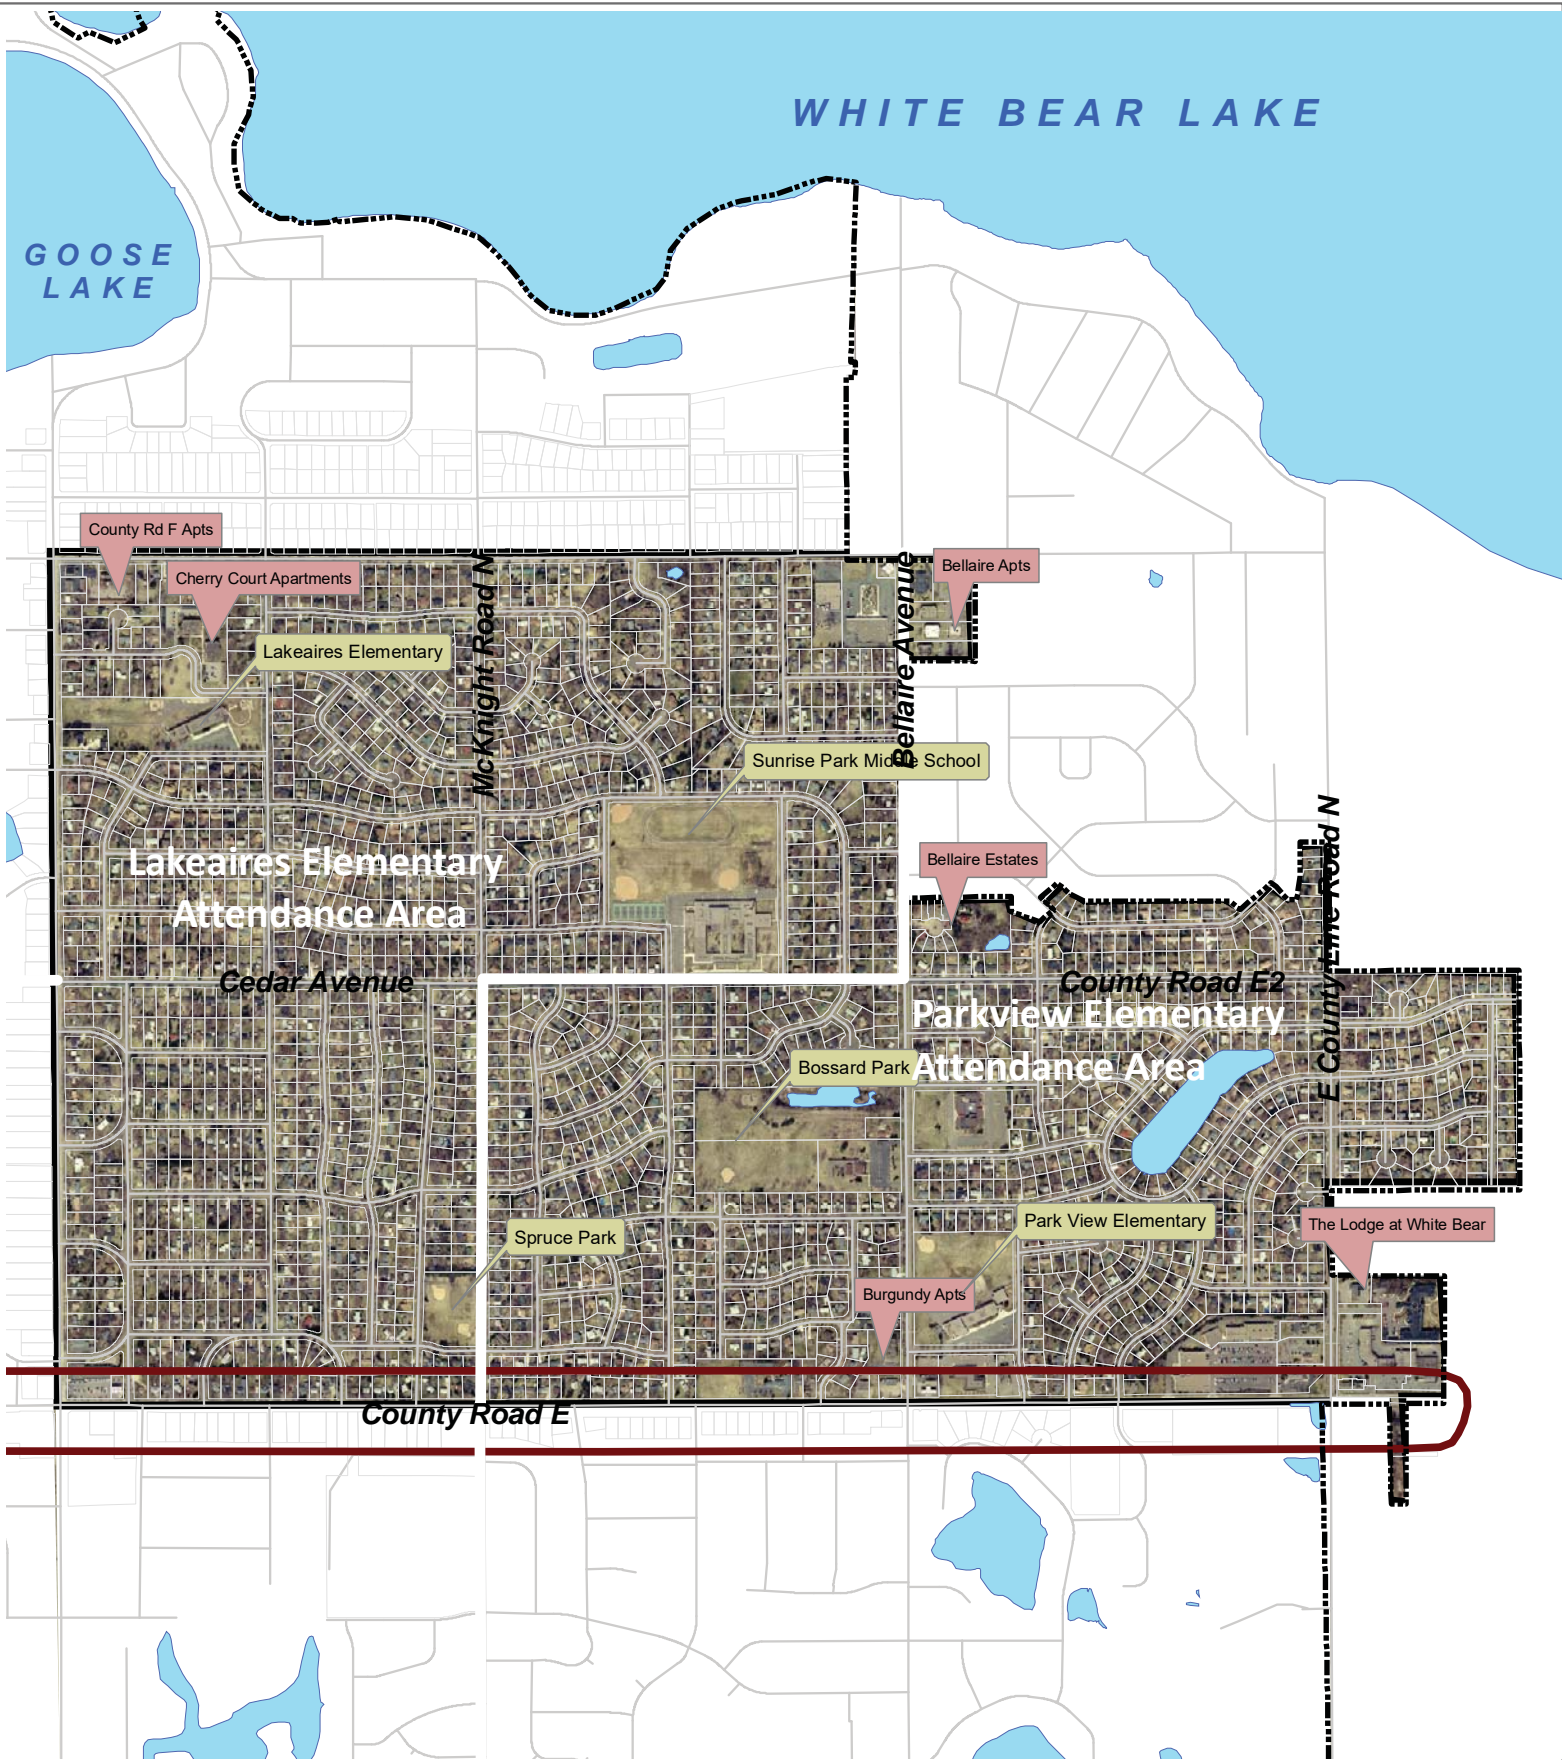 WHITE BEAR LAKE
GOOSE
LAKE
County Rd F Apts
Cherry Court Apartments
Bellaire Apts
Lakeaires Elementary
McKnight Road N
Bellaire Avenue
Sunrise Park Middle School
Lakeaires Elementary
Attendance Area
Bellaire Estates
E County Line Road N
Cedar Avenue
County Road E2
Parkview Elementary
Attendance Area
Bossard Park
Spruce Park
Park View Elementary
The Lodge at White Bear
Burgundy Apts
County Road E